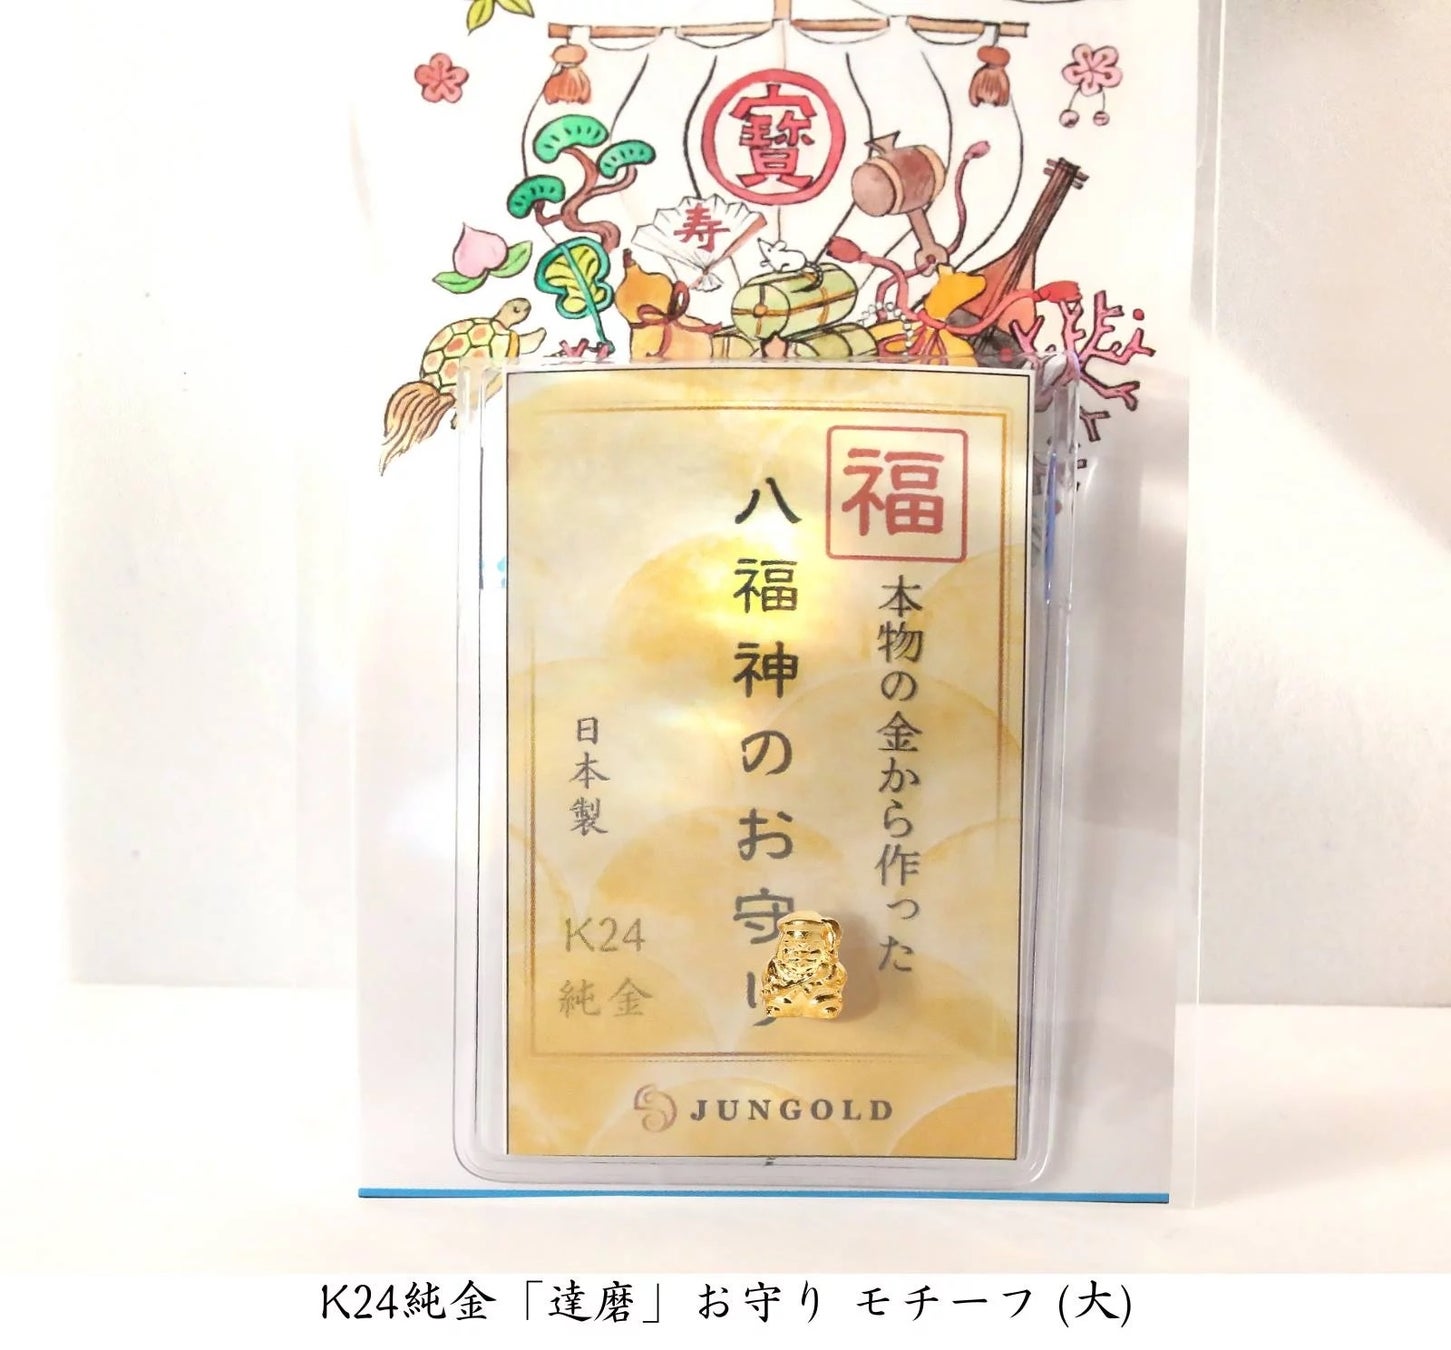 寶
寿
福
本物の金から作った
八福神のお守り
日本製
K24
純金
JUNGOLD
K24純金「達磨」お守り モチーフ (大)